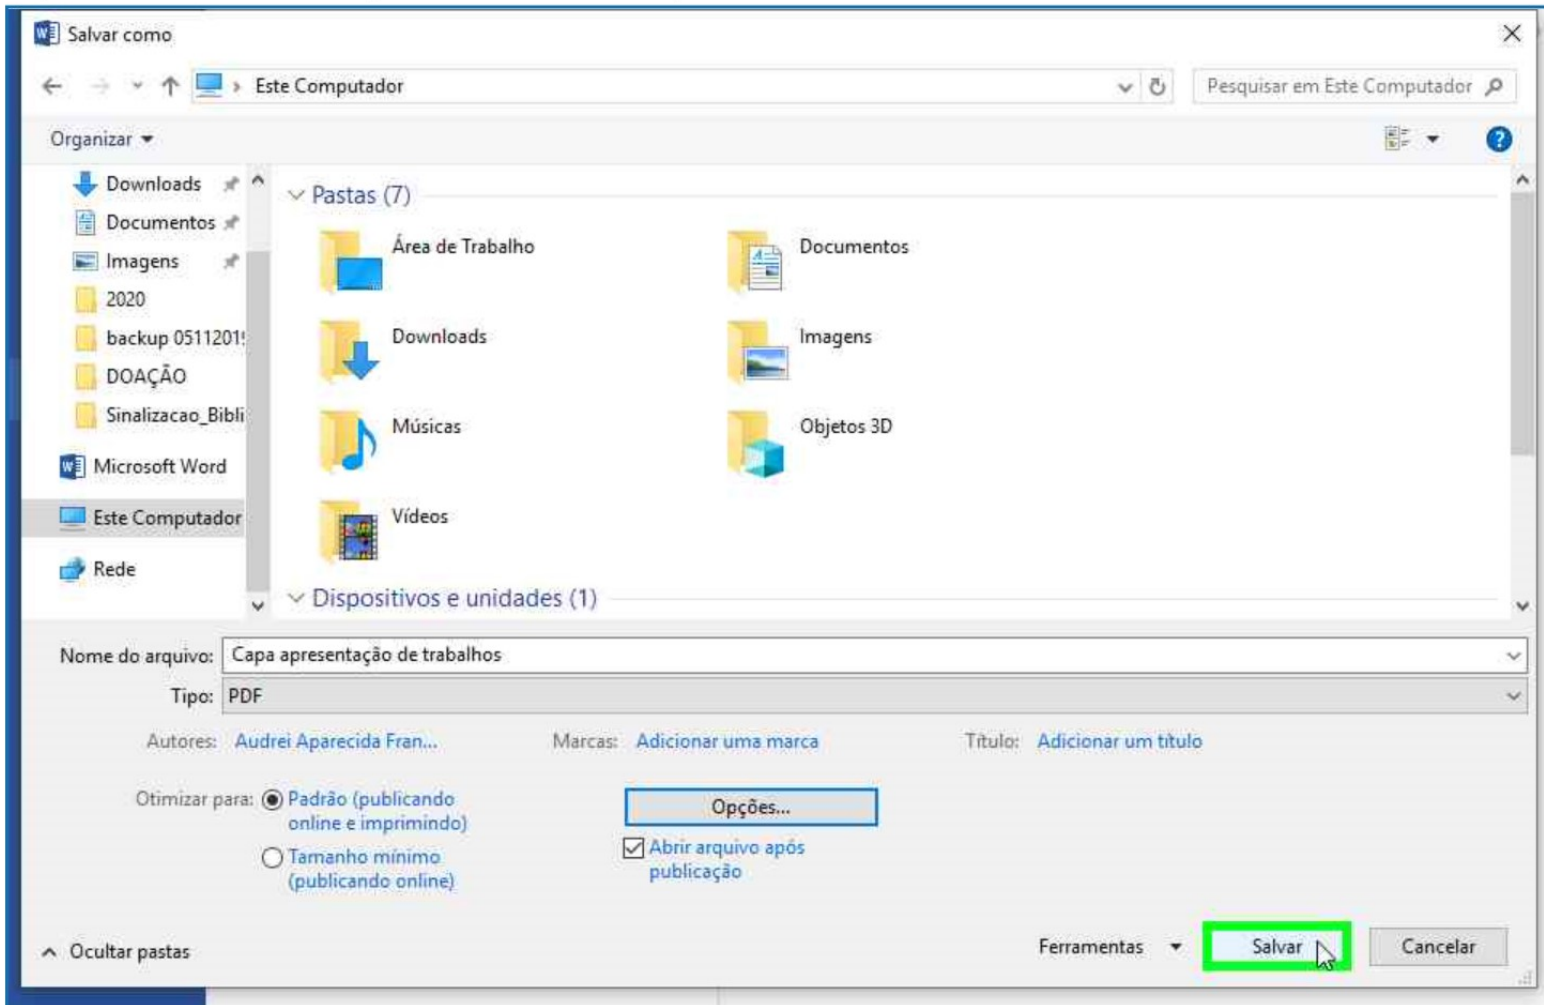 Salvar como
Este Computador
Pesquisar em Este Computador
Organizar
Downloads
Documentos
Imagens
2020
backup 05112019
DOAÇÃO
Sinalizacao_Bibli
Microsoft Word
Este Computador
Rede
Pastas (7)
Área de Trabalho
Documentos
Downloads
Imagens
Músicas
Objetos 3D
Vídeos
Dispositivos e unidades (1)
Nome do arquivo: Capa apresentação de trabalhos
Tipo: PDF
Autores: Audrei Aparecida Fran...
Marcas: Adicionar uma marca
Título: Adicionar um título
Otimizar para: Padrão (publicando
online e imprimindo)
Tamanho mínimo
(publicando online)
Opções...
Abrir arquivo após
publicação
Ocultar pastas
Ferramentas
Salvar
Cancelar